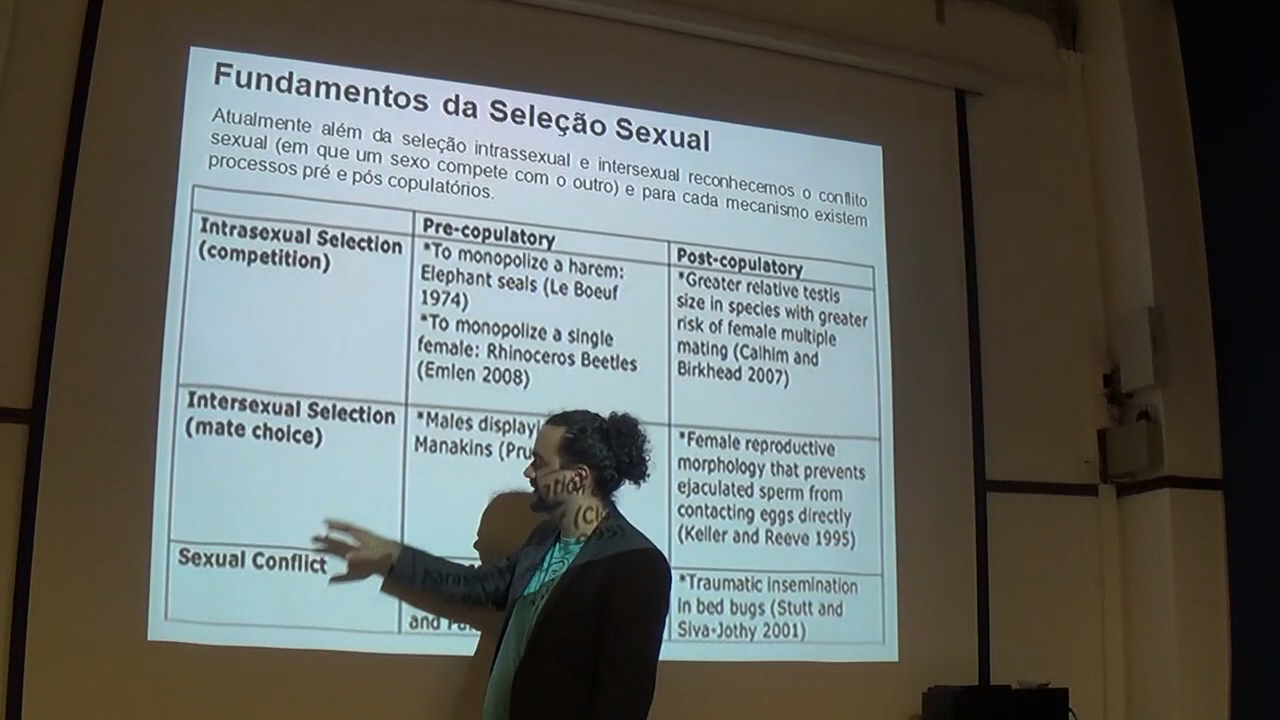 Fundamentos da Seleção Sexual
Atualmente além da seleção intrassexual e intersexual reconhecemos o conflito
sexual (em que um sexo compete com o outro) e para cada mecanismo existem
processos pré e pós copulatórios.
Pre-copulatory
Post-copulatory
Intrasexual Selection
(competition)
*To monopolize a harem:
Elephant seals (Le Boeuf
1974)
*To monopolize a single
female: Rhinoceros Beetles
(Emlen 2008)
*Greater relative testis
size in species with greater
risk of female multiple
mating (Calhim and
Birkhead 2007)
Intersexual Selection
(mate choice)
*Males
Manakins
*Female reproductive
morphology that prevents
ejaculated sperm from
contacting eggs directly
(Keller and Reeve 1995)
Sexual Conflict
and
*Traumatic Insemination
in bed bugs (Stutt and
Siva-Jothy 2001)